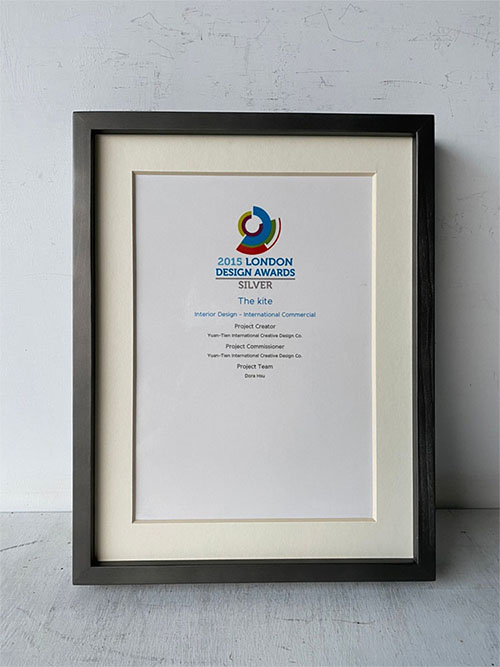 2015 LONDON
DESIGN AWARDS
SILVER
The kite
Interior Design - International Commercial
Project Creator
Yuan-Tien International Creative Design Co.
Project Commissioner
Yuan-Tien International Creative Design Co.
Project Team
Dora Hsu